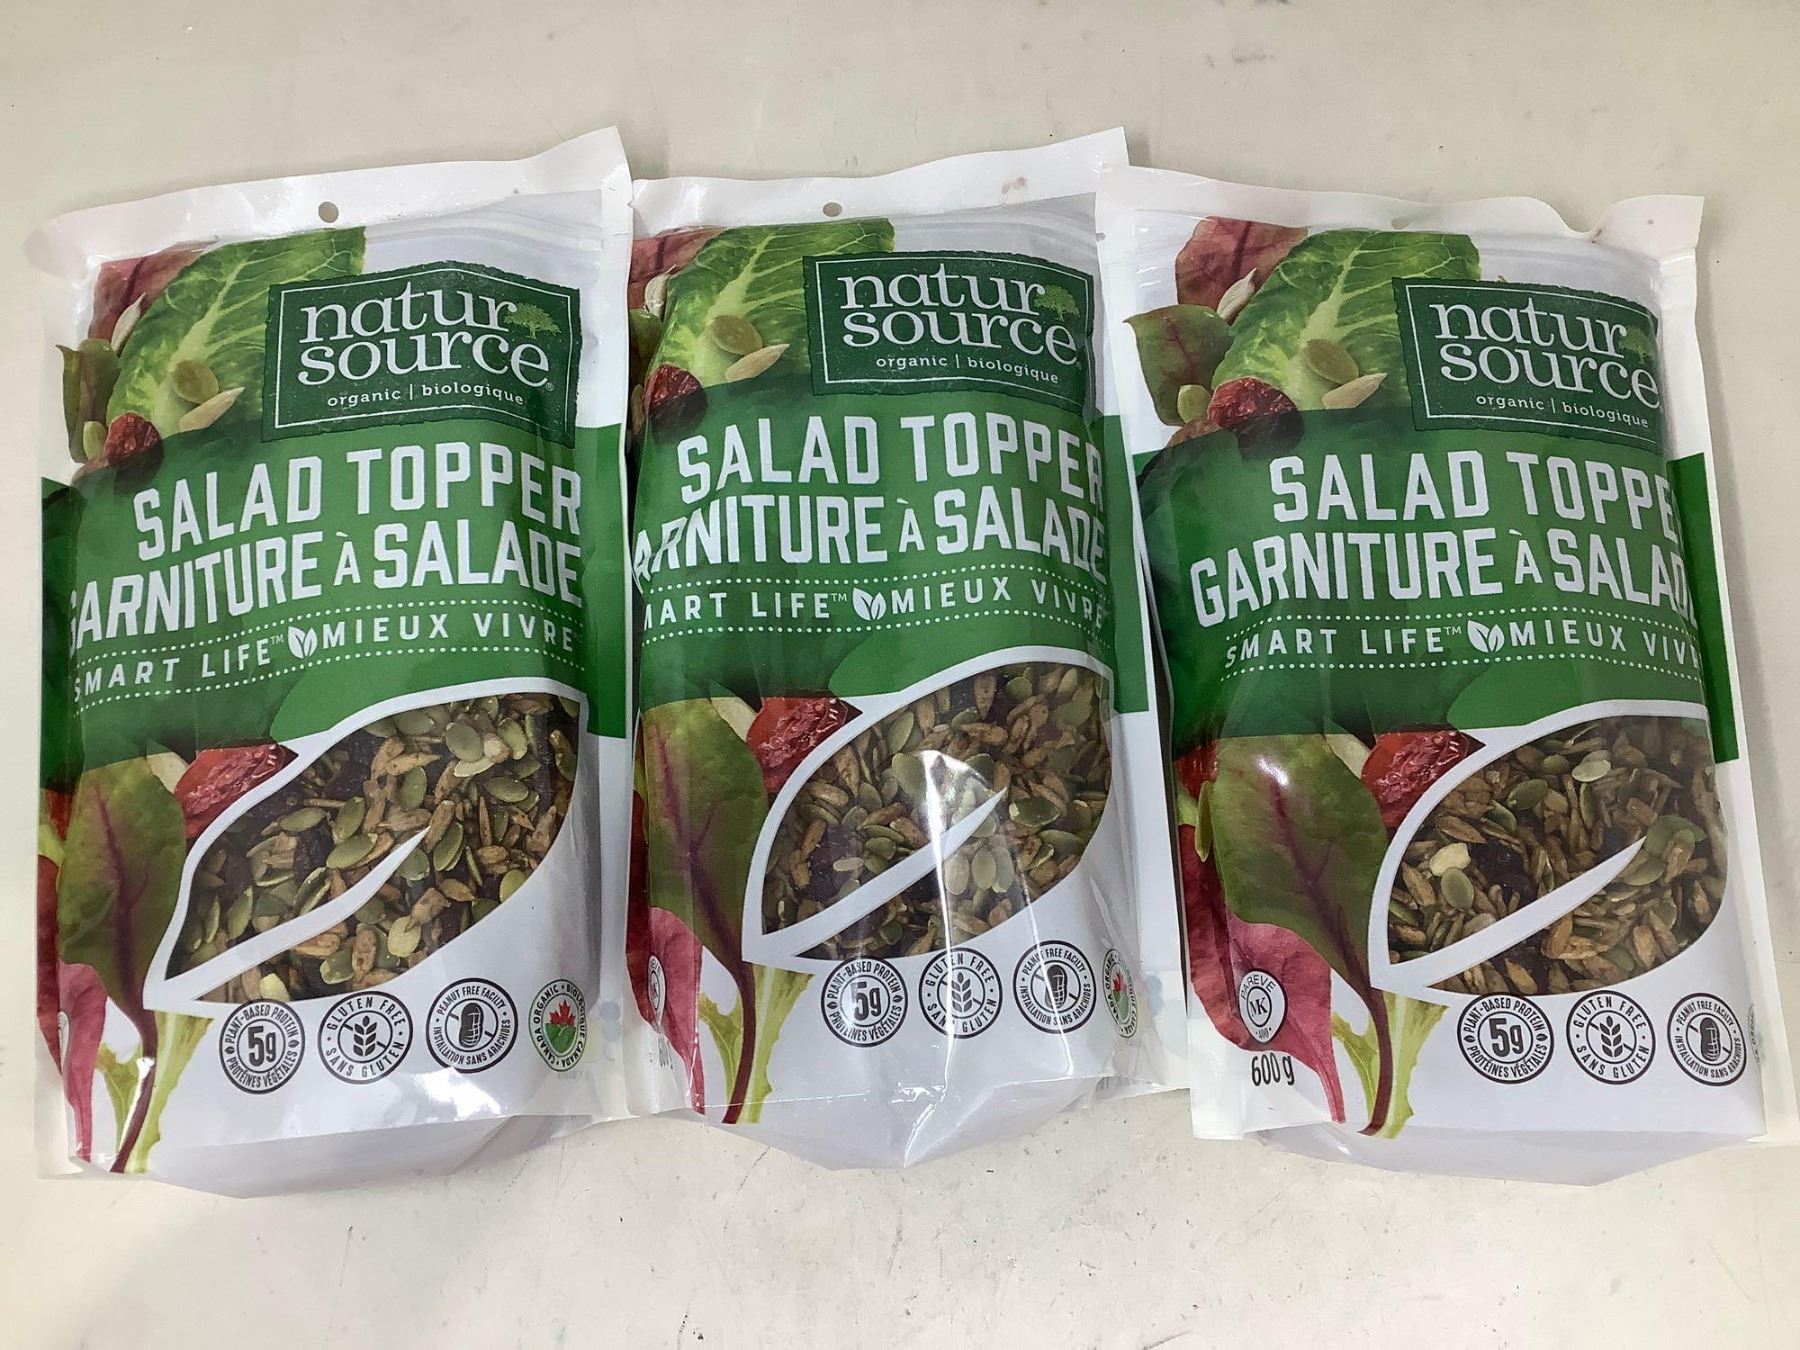 natur
source
organic | biologique
SALAD TOPPER
GARNITURE À SALADE
SMART LIFE™ MIEUX VIVRE
PLANT-BASED PROTEIN
5g
PROTÉINES VÉGÉTALES
GLUTEN FREE
SANS GLUTEN
PEANUT FREE FACILITY
INSTALLATION SANS ARACHIDES
CANADA ORGANIC • BIOLOGIQUE CANADA
natur
source
organic | biologique
SALAD TOPPER
ARNITURE À SALADE
MART LIFE™ MIEUX VIVRE
PLANT-BASED PROTEIN
5g
PROTÉINES VÉGÉTALES
GLUTEN FREE
SANS GLUTEN
PEANUT FREE FACILITY
INSTALLATION SANS ARACHIDES
natur
source
organic | biologique
SALAD TOPPE
GARNITURE À SALAD
SMART LIFE™ MIEUX VIV
PAREVE
MK
600g
PLANT-BASED PROTEIN
5g
PROTÉINES VÉGÉTALES
GLUTEN FREE
SANS GLUTEN
PEANUT FREE FACILITY
INSTALLATION SANS ARACHIDES